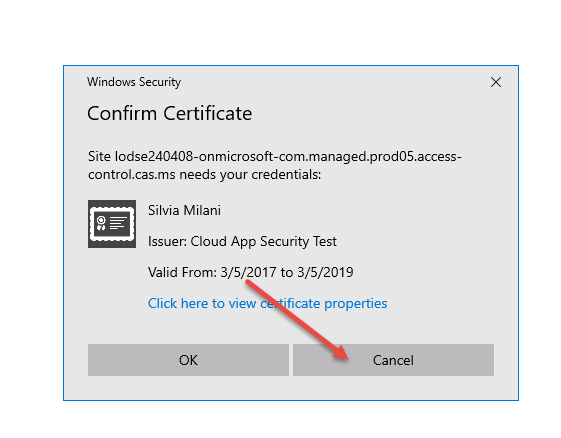 Windows Security
Confirm Certificate
Site lodse240408-onmicrosoft-com.managed.prod05.access-
control.cas.ms needs your credentials:
Silvia Milani
Issuer: Cloud App Security Test
Valid From: 3/5/2017 to 3/5/2019
Click here to view certificate properties
OK
Cancel